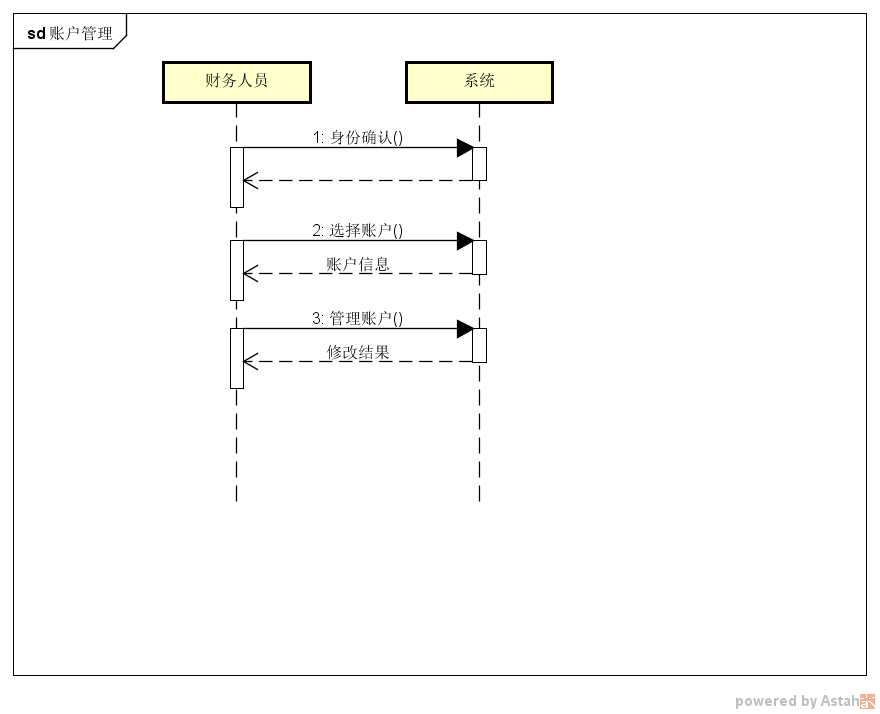 sd 账户管理
财务人员
系统
1: 身份确认()
2: 选择账户()
账户信息
3: 管理账户()
修改结果
powered by Astah